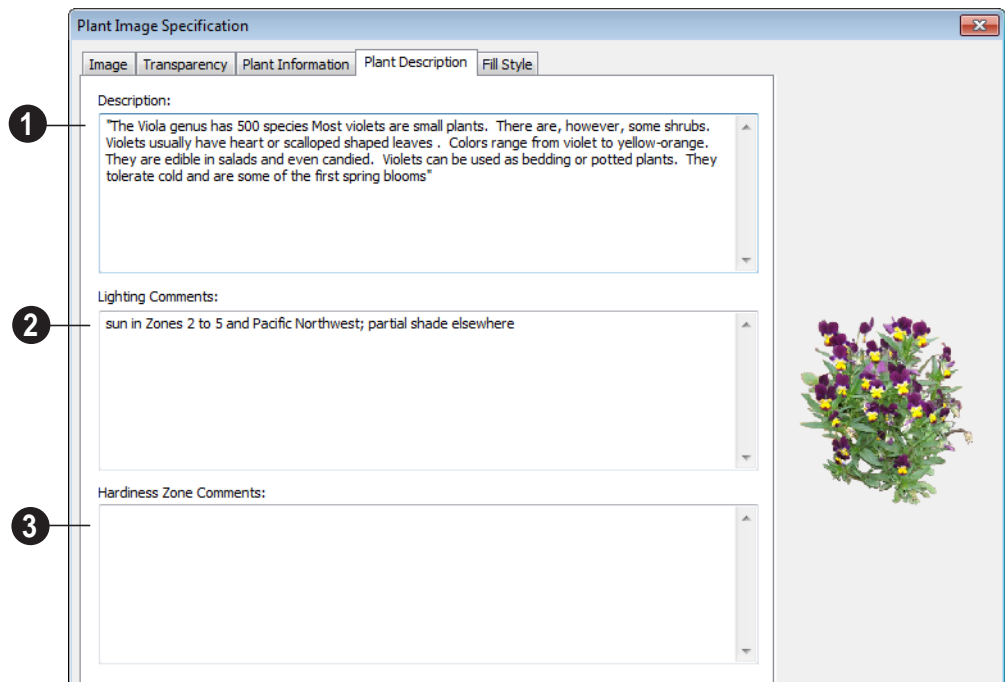 Plant Image Specification
Image Transparency Plant Information Plant Description Fill Style
Description:
1
"The Viola genus has 500 species Most violets are small plants.  There are, however, some shrubs.
Violets usually have heart or scalloped shaped leaves .  Colors range from violet to yellow-orange.
They are edible in salads and even candied.  Violets can be used as bedding or potted plants.  They
tolerate cold and are some of the first spring blooms"
Lighting Comments:
2
sun in Zones 2 to 5 and Pacific Northwest; partial shade elsewhere
Hardiness Zone Comments:
3